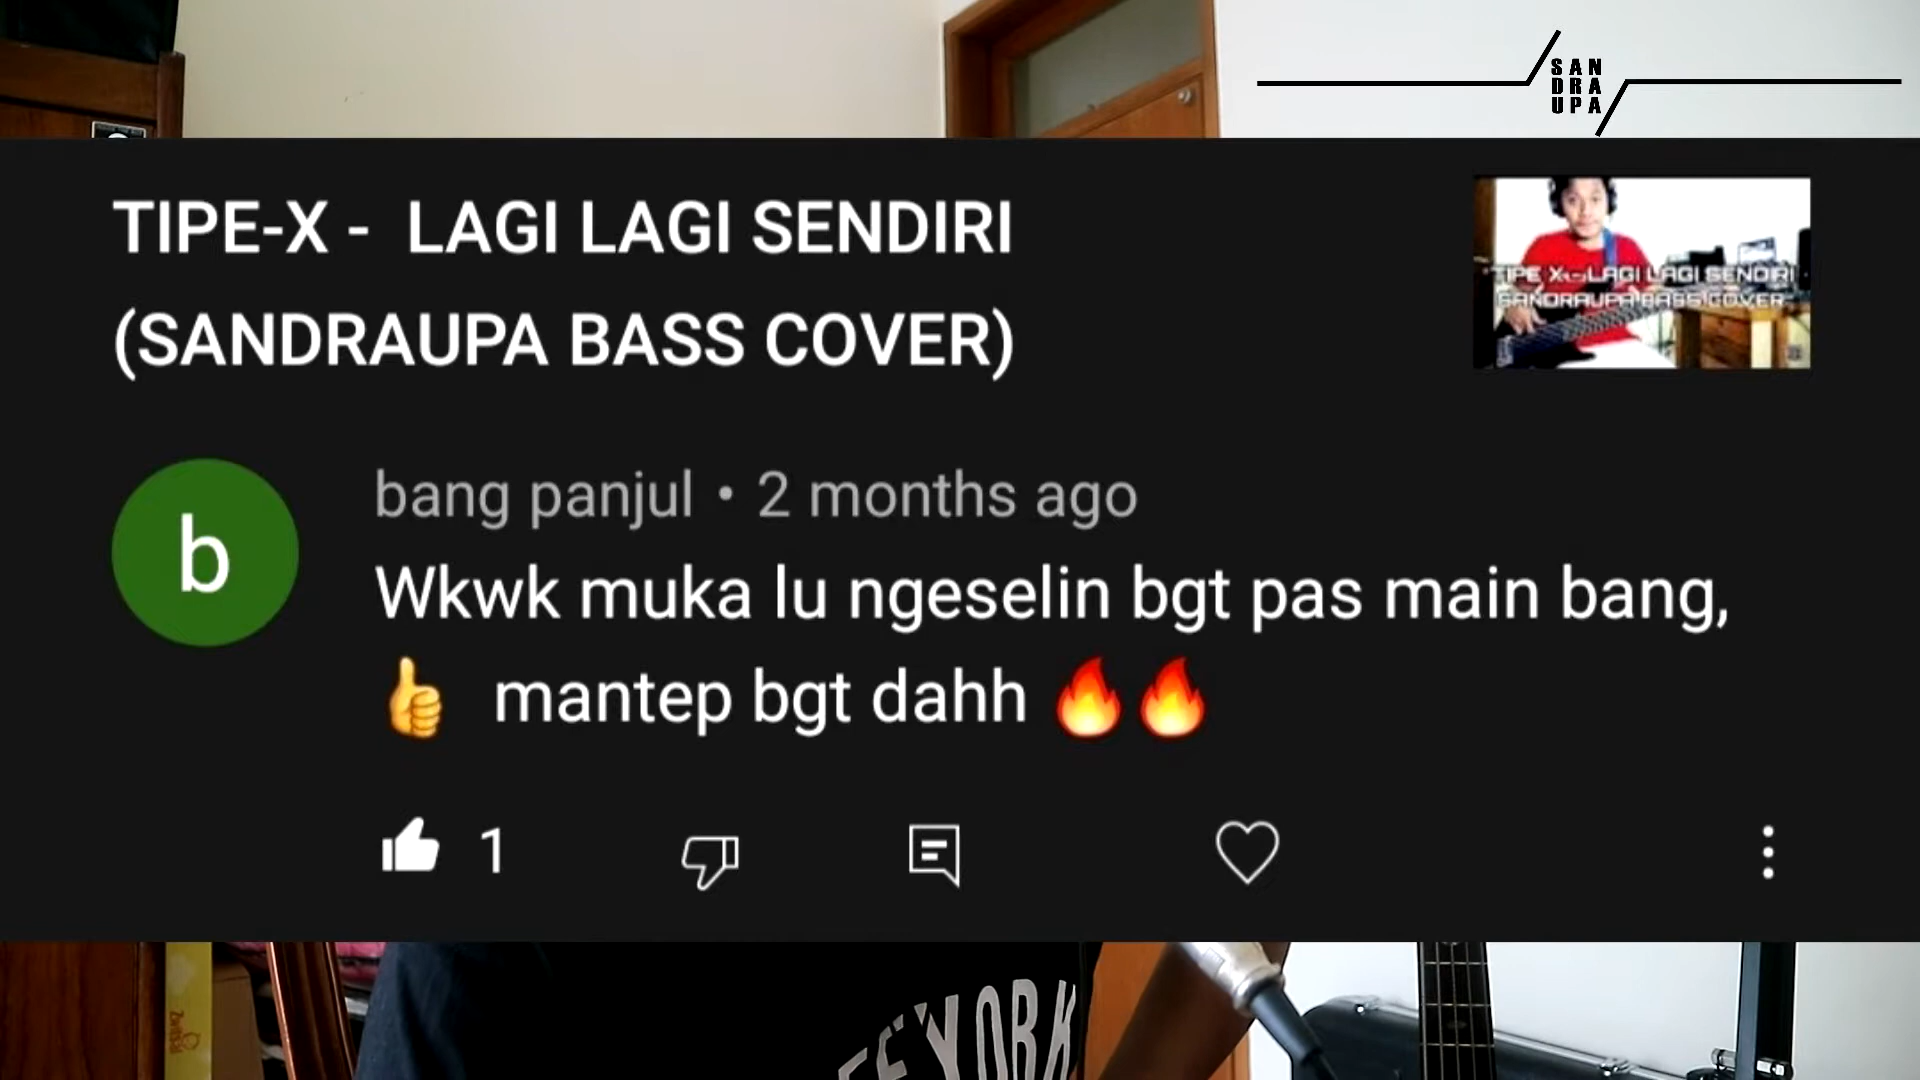 SAN
DRA
UPA
TIPE-X - LAGI LAGI SENDIRI
(SANDRAUPA BASS COVER)
TIPE X - LAGI LAGI SENDIRI
SANDRAUPA BASS COVER
bang panjul • 2 months ago
Wkwk muka lu ngeselin bgt pas main bang,
👍 mantep bgt dahh 🔥🔥
1
YORK